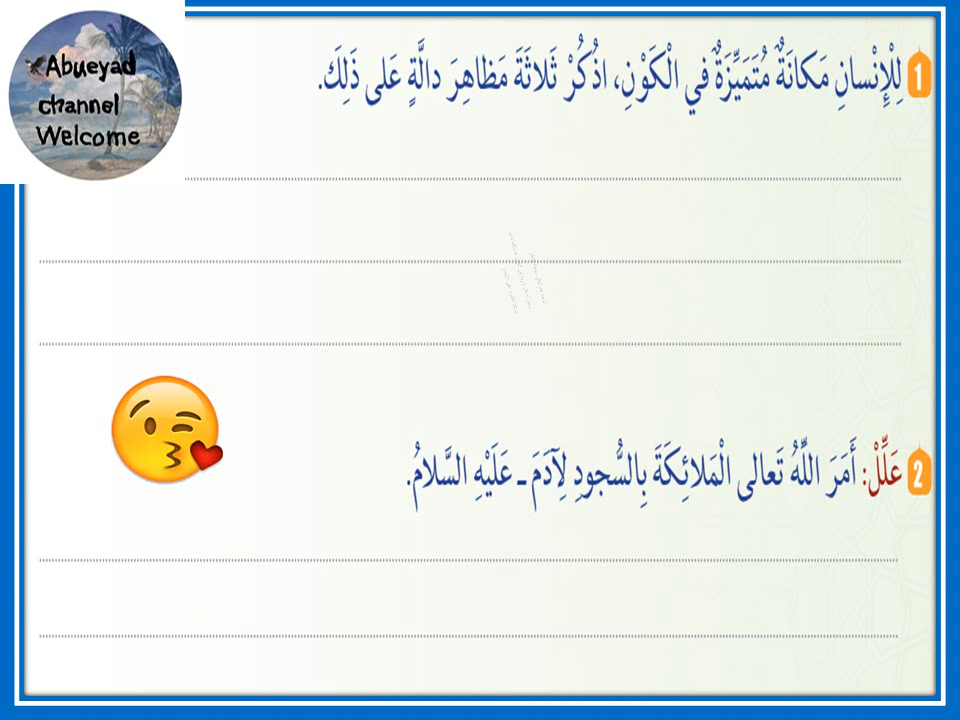 Abueyad
channel
Welcome
1 لِلْإِنْسانِ مَكانَةٌ مُتَمَيِّزَةٌ في الْكَوْنِ، اذْكُرْ ثَلاثَةَ مَظاهِرَ دالَّةٍ عَلى ذَلِكَ.
2 عَلِّلْ: أَمَرَ اللَّهُ تَعالى الْمَلائِكَةَ بِالسُّجودِ لِآدَمَ ـ عَلَيْهِ السَّلامُ.